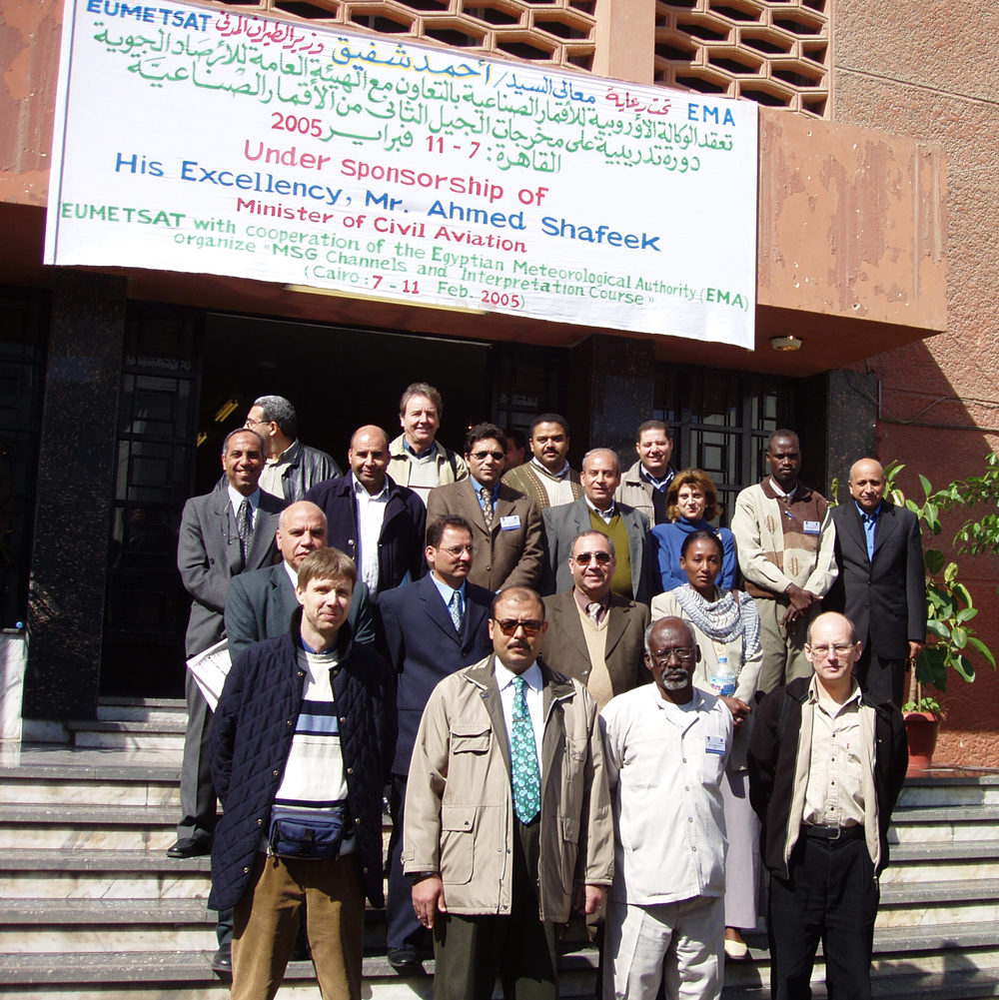 EUMETSAT
تحت رعاية معالى السيد / أحمد شفيق وزير الطيران المدنى
EMA
تعقد الوكالة الأوروبية للأقمار الصناعية بالتعاون مع الهيئة العامة للأرصاد الجوية
دورة تدريبية على مخرجات الجيل الثانى من الأقمار الصناعية
القاهرة : 7 - 11 فبراير 2005
Under sponsorship of
His Excellency, Mr. Ahmed Shafeek
Minister of Civil Aviation
EUMETSAT with cooperation of the Egyptian Meteorological Authority (EMA)
organize "MSG Channels and Interpretation Course"
(Cairo : 7 - 11 Feb. 2005)